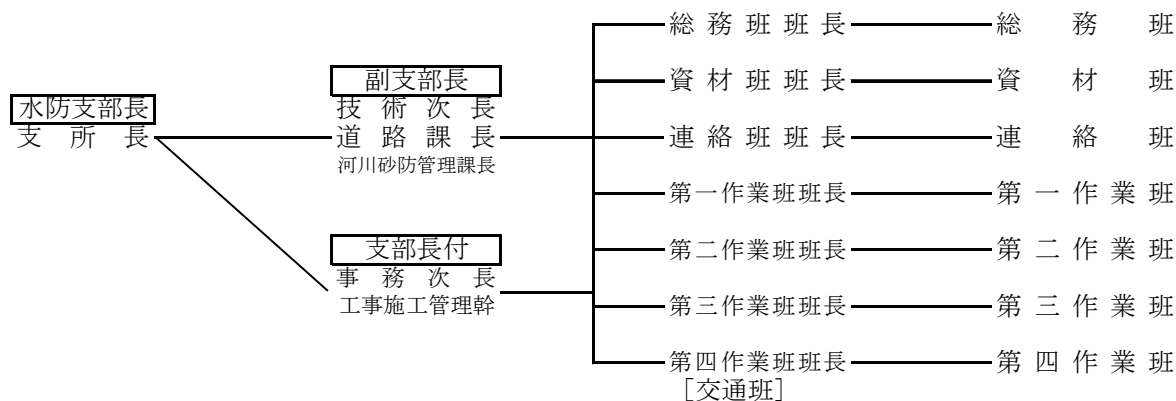 水防支部長
支所長
副支部長
技術次長
道路課長
河川砂防管理課長
支部長付
事務次長
工事施工管理幹
総務班班長
総務班
資材班班長
資材班
連絡班班長
連絡班
第一作業班班長
第一作業班
第二作業班班長
第二作業班
第三作業班班長
第三作業班
第四作業班班長
第四作業班
［交通班］